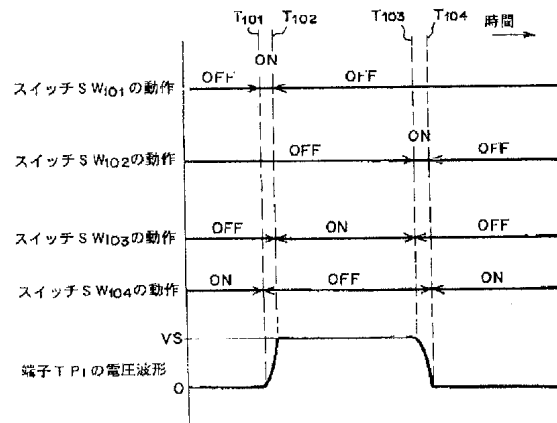 T101 T102 T103 T104 時間
ON
スイッチSW101の動作 OFF OFF
ON
スイッチSW102の動作 OFF OFF
スイッチSW103の動作 OFF ON OFF
スイッチSW104の動作 ON OFF ON
VS
端子TP1の電圧波形
0